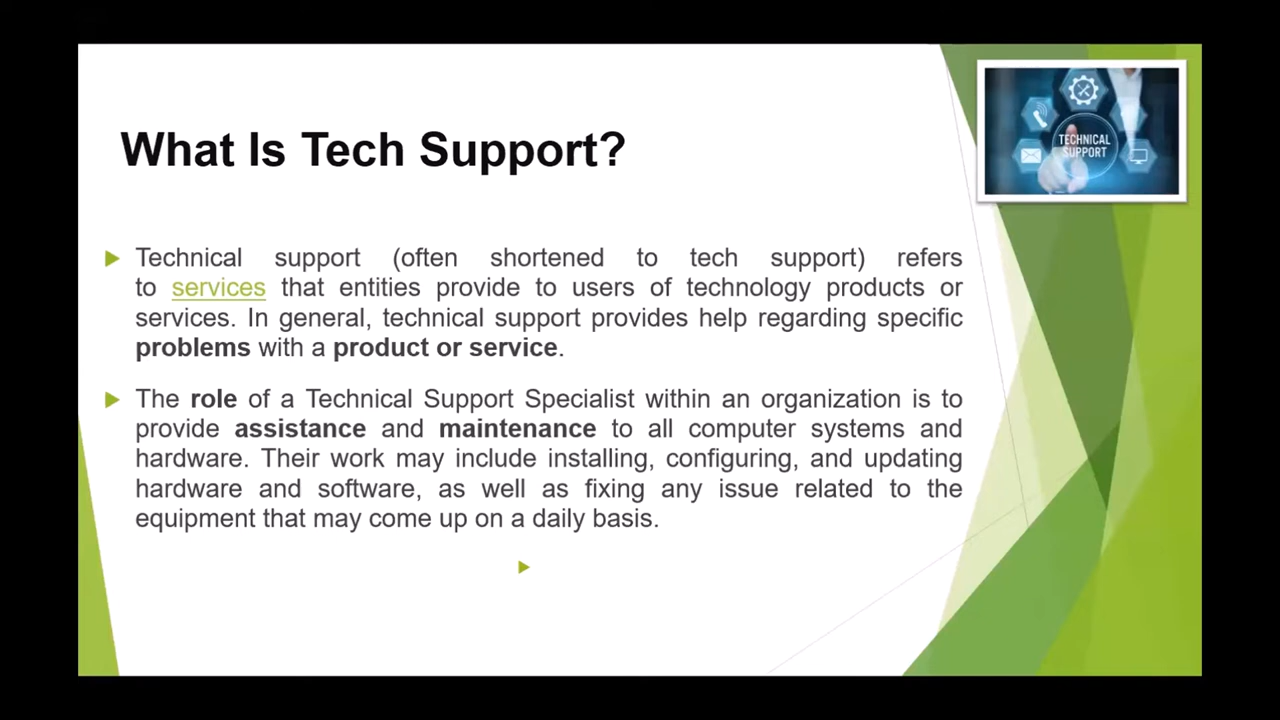 What Is Tech Support?
TECHNICAL
SUPPORT
Technical support (often shortened to tech support) refers
to services that entities provide to users of technology products or
services. In general, technical support provides help regarding specific
problems with a product or service.
The role of a Technical Support Specialist within an organization is to
provide assistance and maintenance to all computer systems and
hardware. Their work may include installing, configuring, and updating
hardware and software, as well as fixing any issue related to the
equipment that may come up on a daily basis.